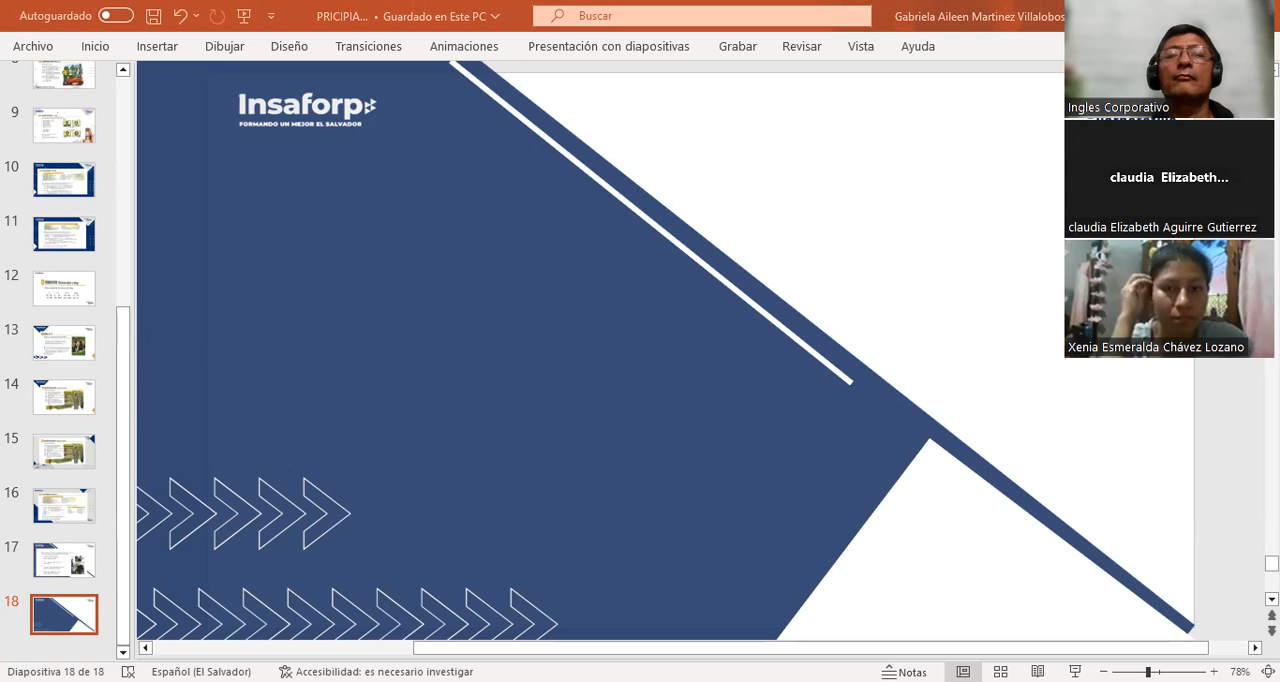 Autoguardado
PRICIPIA... • Guardado en Este PC
Buscar
Gabriela Aileen Martinez Villalobos
Archivo Inicio Insertar Dibujar Diseño Transiciones Animaciones Presentación con diapositivas Grabar Revisar Vista Ayuda
Ingles Corporativo
claudia Elizabeth...
claudia Elizabeth Aguirre Gutierrez
Xenia Esmeralda Chávez Lozano
Insaforp
FORMANDO UN MEJOR EL SALVADOR
9
10
11
12
13
14
15
16
17
18
Diapositiva 18 de 18 Español (El Salvador) Accesibilidad: es necesario investigar Notas 78%